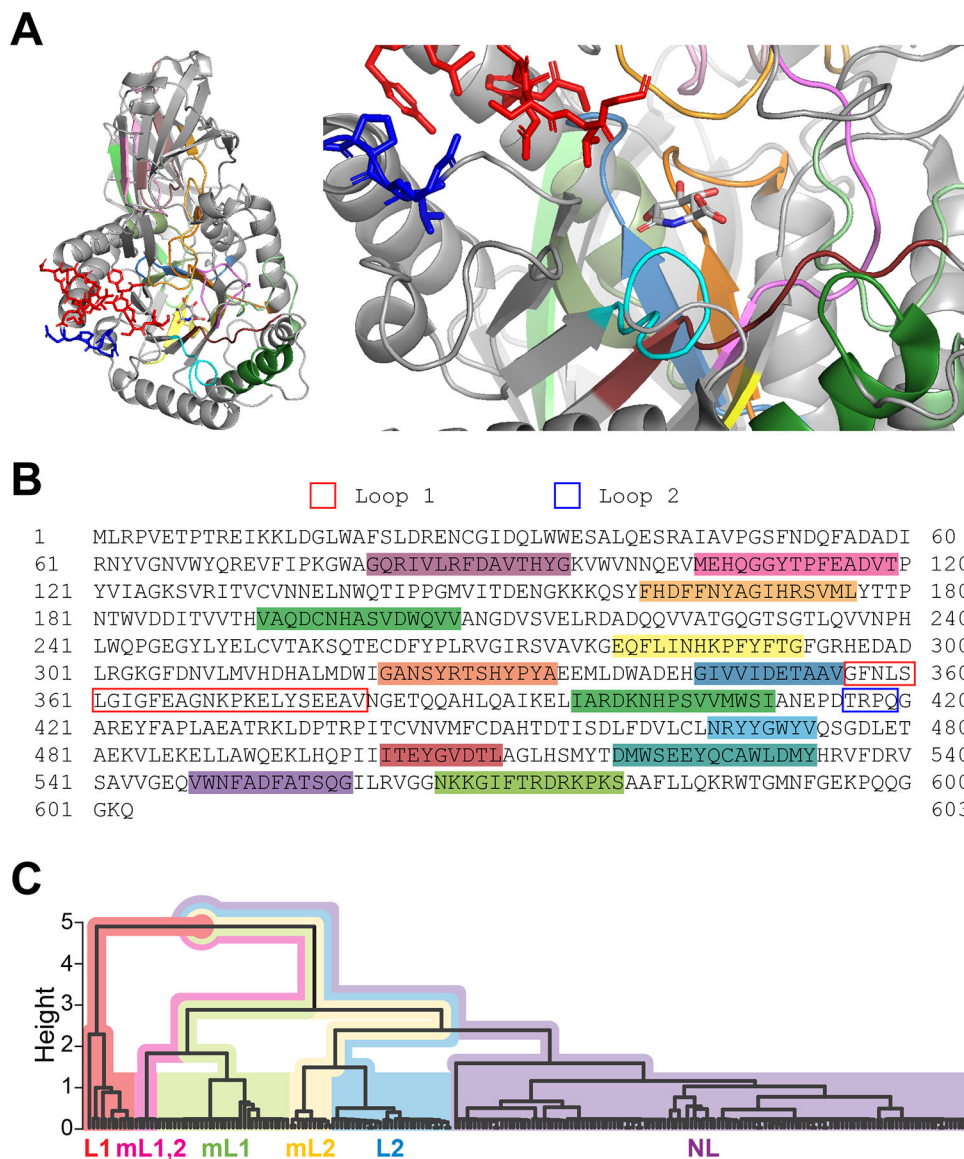 A
B
Loop 1 Loop 2
1 MLRPVETPTREIKKLDGLWAFSLDRENCGIDQLWWESALQESRAIAVPGSFNDQFADADI 60
61 RNYVGNVWYQREVFIPKGWAGQRIVLRFDAVTHYGKVWVNNQEVMEHQGGYTPFEADVTP 120
121 YVIAGKSVRITVCVNNELNWQTIPPGMVITDENGKKKQSYFHDFFNYAGIHRSVMLYTTP 180
181 NTWVDDITVVTHVAQDCNHASVDWQVVANGDVSVELRDADQQVVATGQGTSGTLQVVNPH 240
241 LWQPGEGYLYELCVTAKSQTECDFYPLRVGIRSVAVKGEQFLINHKPFYFTGFGRHEDAD 300
301 LRGKGFDNVLMVHDHALMDWIGANSYRTSHYPYAEEMLDWADEHGIVVIDETAAVGFNLS 360
361 LGIGFEAGNKPKELYSEEAVNGETQQAHLQAIKELIARDKNHPSVVMWSIANEPDTRPQG 420
421 AREYFAPLAEATRKLDPTRPITCVNVMFCDAHTDTISDLFDVLCLNRYYGWYVQSGDLET 480
481 AEKVLEKELLAWQEKLHQPIIITEYGVDTLAGLHSMYTDMWSEEYQCAWLDMYHRVFDRV 540
541 SAVVGEQVWNFADFATSQGILRVGGNKKGIFTRDRKPKSAAFLLQKRWTGMNFGEKPQQG
601 GKQ 603
C
Height
5
4
3
2
1
0
L1 mL1,2 mL1 mL2 L2 NL